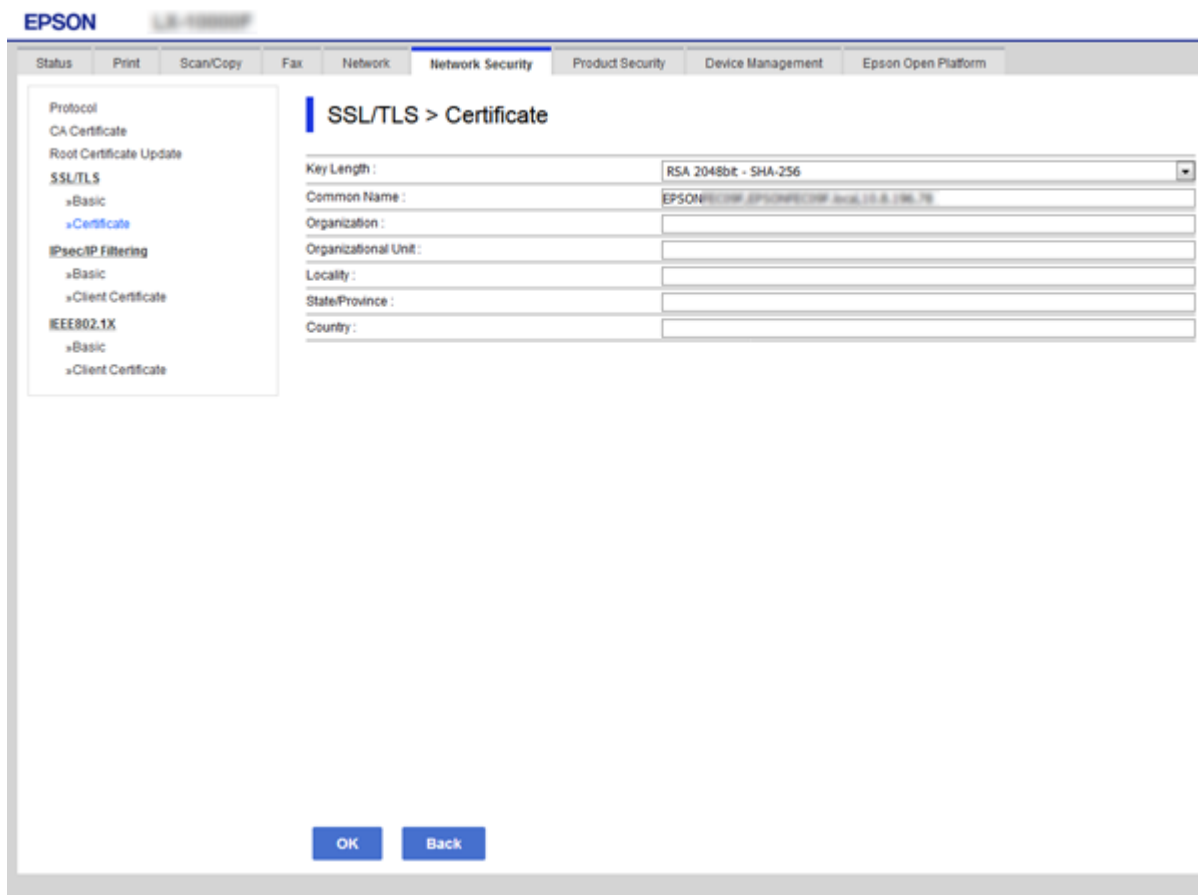 EPSON
Status Print Scan/Copy Fax Network Network Security Product Security Device Management Epson Open Platform
Protocol
CA Certificate
Root Certificate Update
SSL/TLS
»Basic
»Certificate
IPsec/IP Filtering
»Basic
»Client Certificate
IEEE802.1X
»Basic
»Client Certificate
SSL/TLS > Certificate
Key Length : RSA 2048bit - SHA-256
Common Name : EPSON
Organization :
Organizational Unit :
Locality :
State/Province :
Country :
OK Back